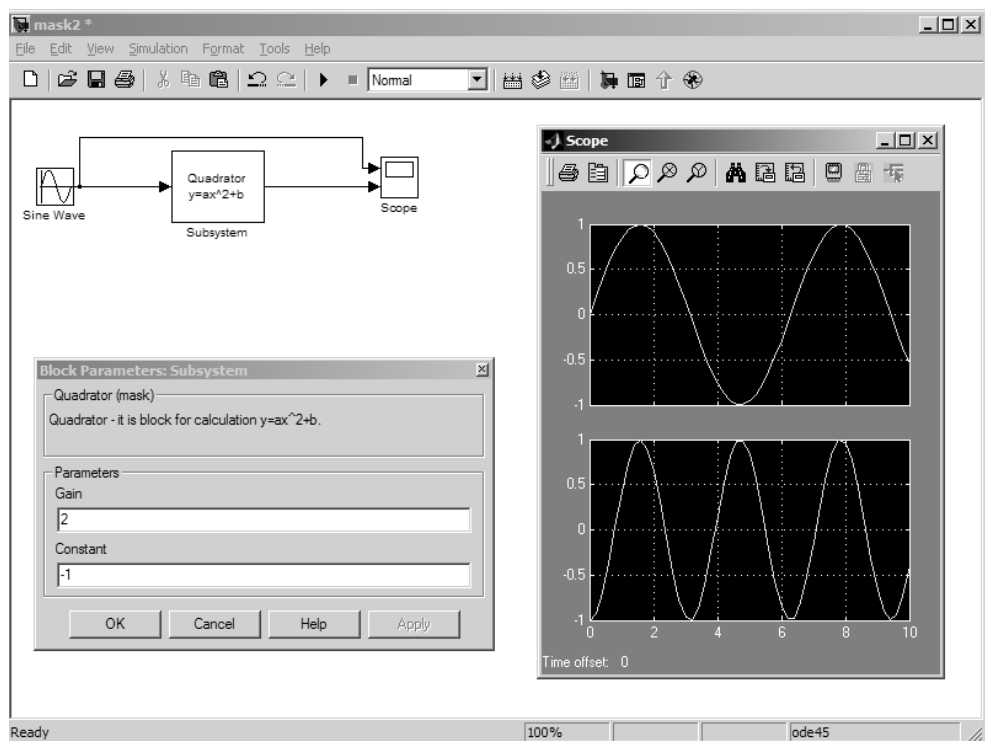 mask2 *
File Edit View Simulation Format Tools Help
Normal
Sine Wave
Quadrator
y=ax^2+b
Subsystem
Scope
Scope
1
0.5
0
-0.5
-1
1
0.5
0
-0.5
-1
0 2 4 6 8 10
Time offset: 0
Block Parameters: Subsystem
Quadrator (mask)
Quadrator - it is block for calculation y=ax^2+b.
Parameters
Gain
2
Constant
-1
OK Cancel Help Apply
Ready 100% ode45